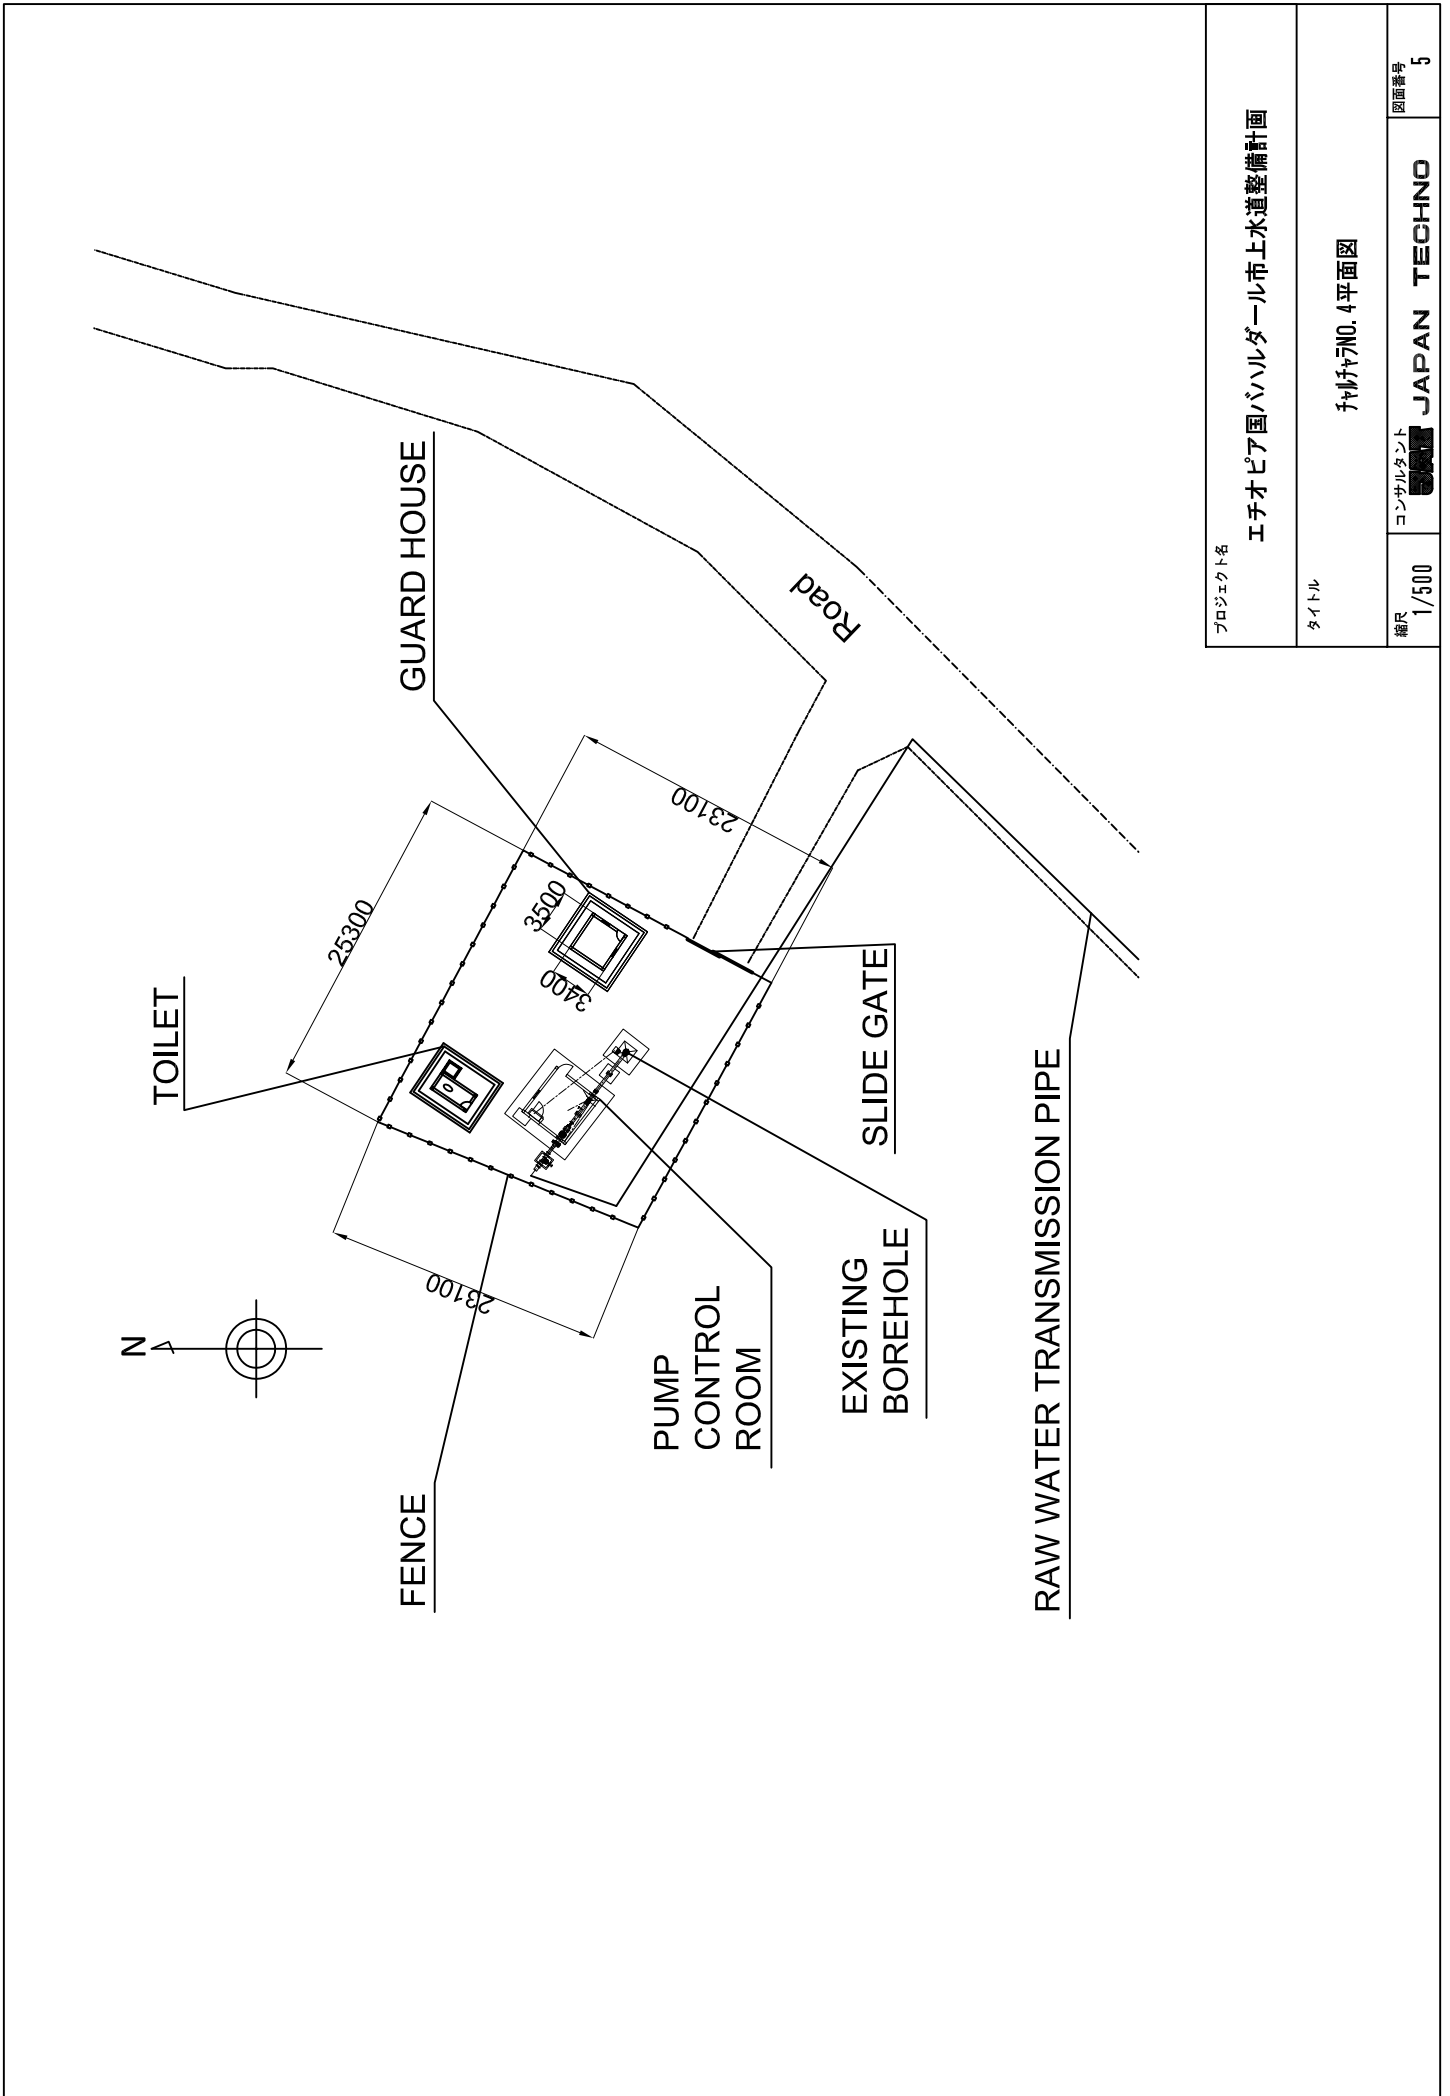 N
TOILET
GUARD HOUSE
25300
23100
3500
3400
23100
FENCE
PUMP
CONTROL
ROOM
EXISTING
BOREHOLE
SLIDE GATE
Road
RAW WATER TRANSMISSION PIPE
プロジェクト名
エチオピア国バハルダール市上水道整備計画
タイトル
ﾁｬﾙﾁｬﾗNO. 4平面図
縮尺
1/500
コンサルタント
JAPAN TECHNO
図面番号
5